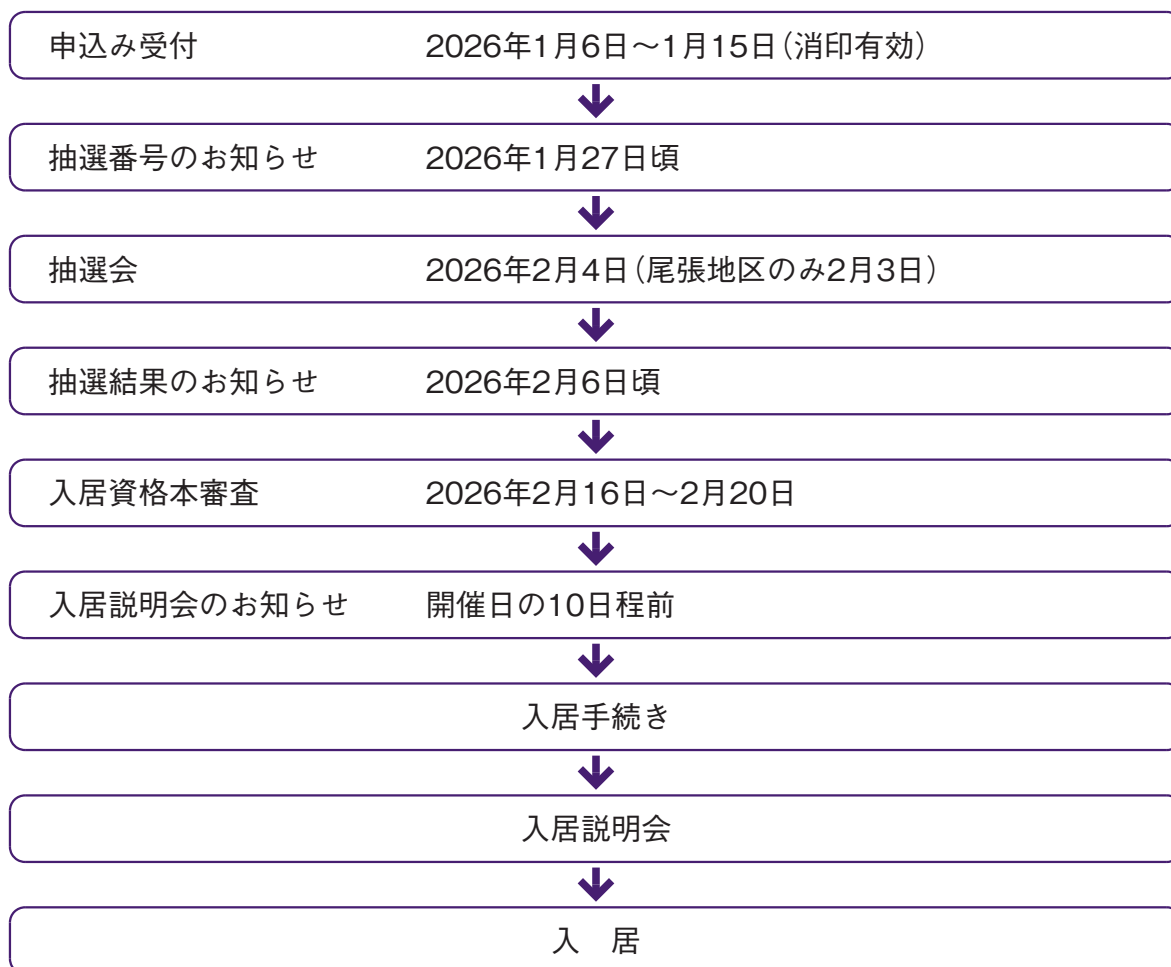 申込み受付 2026年1月6日～1月15日（消印有効）
抽選番号のお知らせ 2026年1月27日頃
抽選会 2026年2月4日（尾張地区のみ2月3日）
抽選結果のお知らせ 2026年2月6日頃
入居資格本審査 2026年2月16日～2月20日
入居説明会のお知らせ 開催日の10日程前
入居手続き
入居説明会
入　居